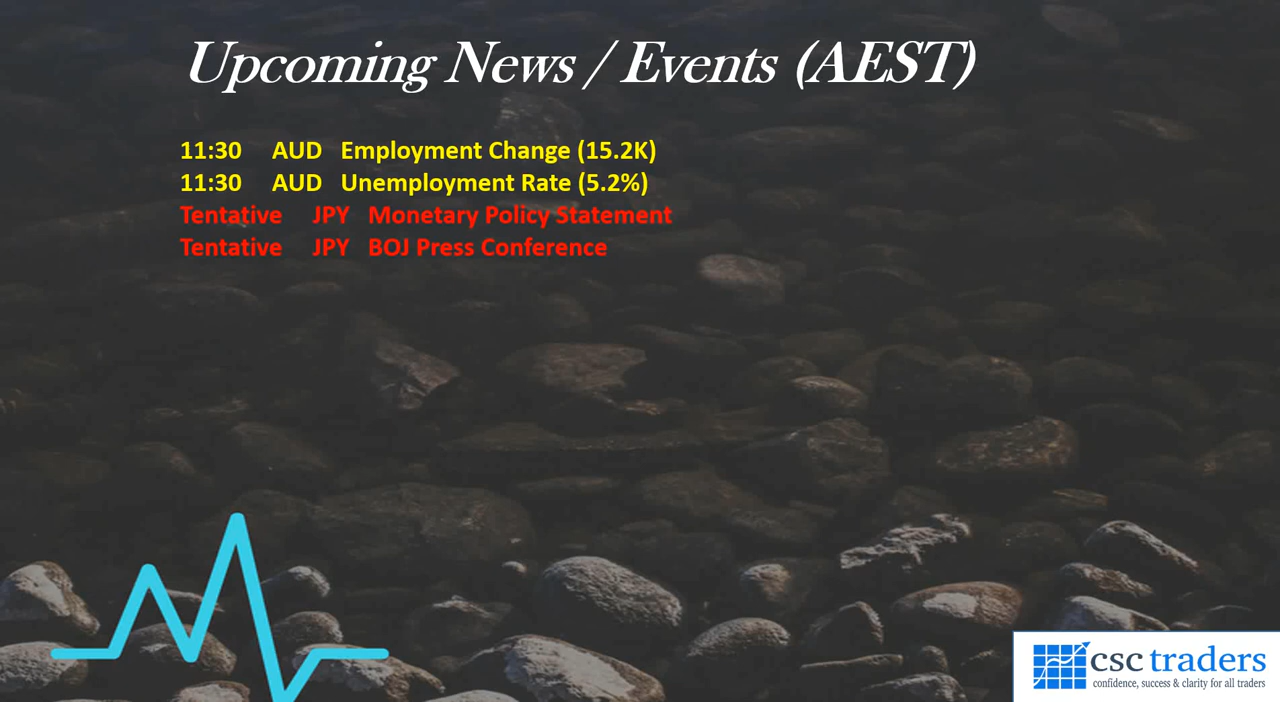 Upcoming News / Events (AEST)
11:30 AUD Employment Change (15.2K)
11:30 AUD Unemployment Rate (5.2%)
Tentative JPY Monetary Policy Statement
Tentative JPY BOJ Press Conference
csc traders
confidence, success & clarity for all traders